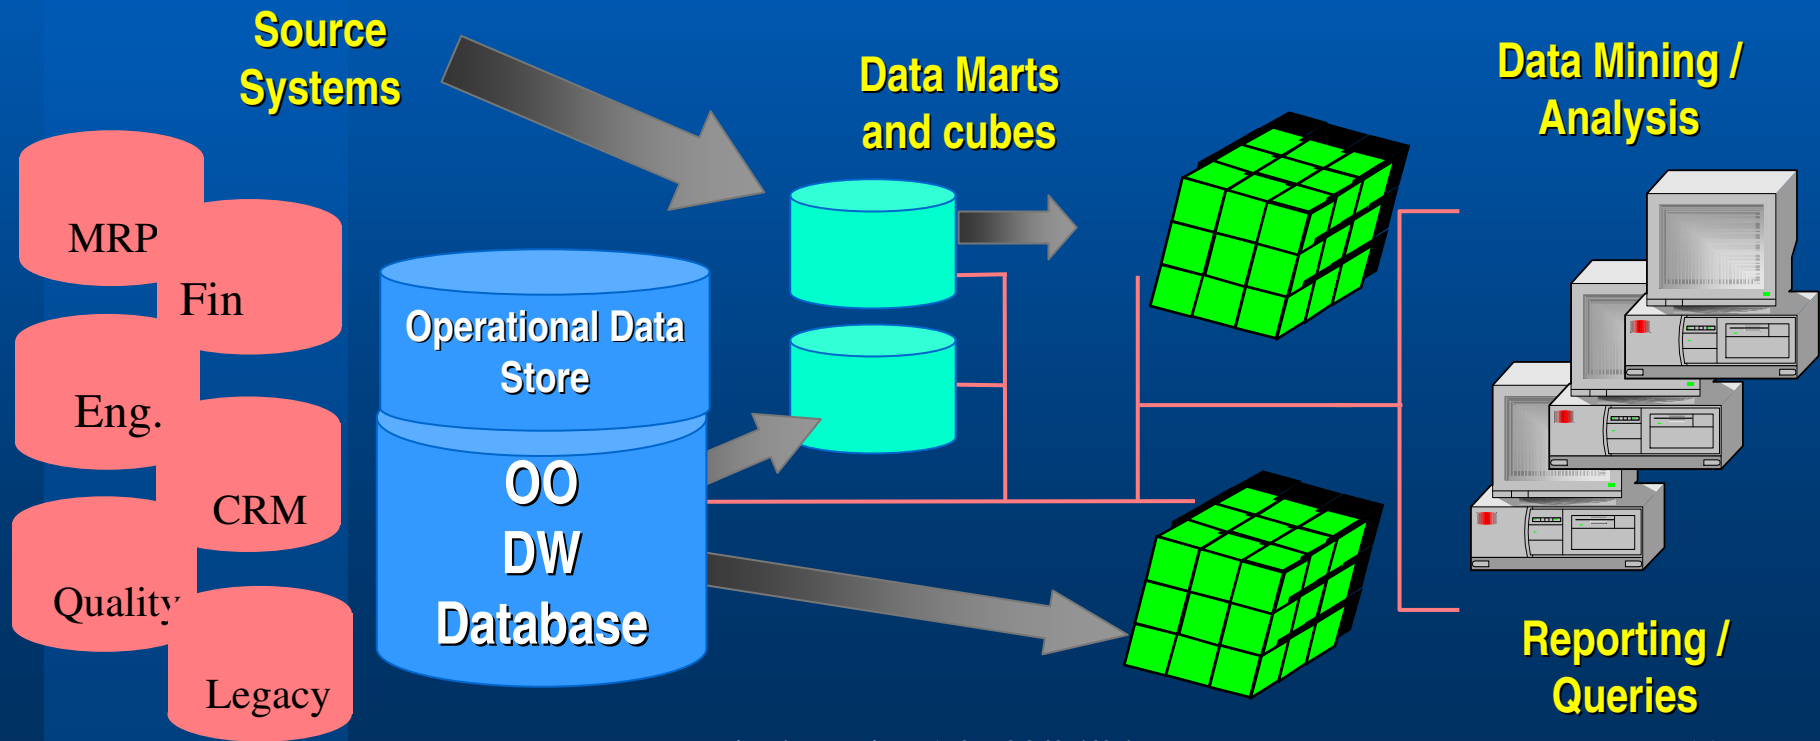 Source
Systems
Data Marts
and cubes
Data Mining /
Analysis
MRP
Fin
Eng.
CRM
Quality
Legacy
Operational Data
Store
OO
DW
Database
Reporting /
Queries